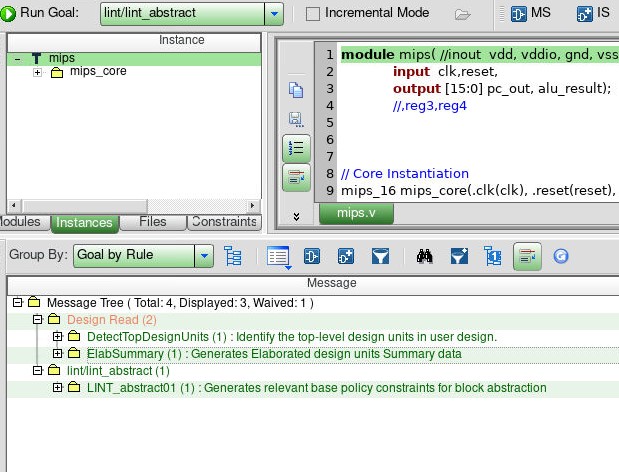 Run Goal: lint/lint_abstract Incremental Mode MS IS
Instance
mips
mips_core
1 module mips( //inout vdd, vddio, gnd, vss
2 input clk,reset,
3 output [15:0] pc_out, alu_result);
4 //,reg3,reg4
5
6
7
8 // Core Instantiation
9 mips_16 mips_core(.clk(clk), .reset(reset),
Modules Instances Files Constraints
mips.v
Group By: Goal by Rule
Message
Message Tree ( Total: 4, Displayed: 3, Waived: 1 )
Design Read (2)
DetectTopDesignUnits (1) : Identify the top-level design units in user design.
ElabSummary (1) : Generates Elaborated design units Summary data
lint/lint_abstract (1)
LINT_abstract01 (1) : Generates relevant base policy constraints for block abstraction